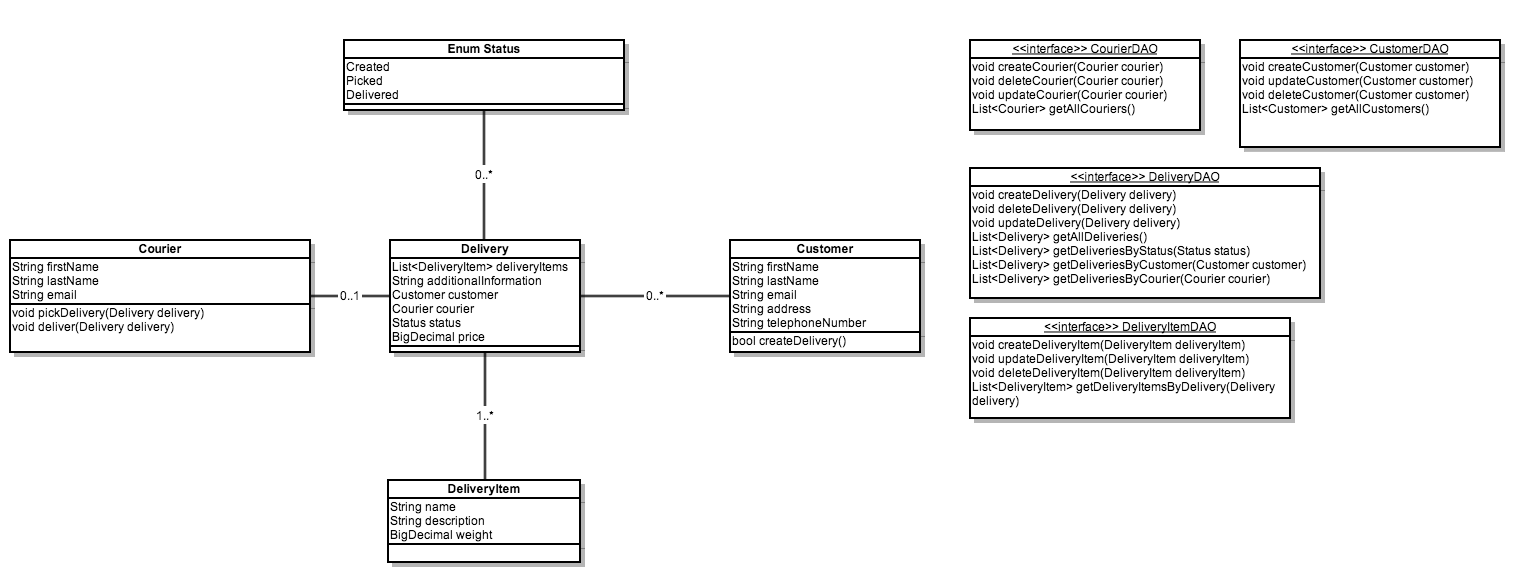 Enum Status
Created
Picked
Delivered
0..*
Courier
String firstName
String lastName
String email
void pickDelivery(Delivery delivery)
void deliver(Delivery delivery)
0..1
Delivery
List<DeliveryItem> deliveryItems
String additionalInformation
Customer customer
Courier courier
Status status
BigDecimal price
0..*
Customer
String firstName
String lastName
String email
String address
String telephoneNumber
bool createDelivery()
1..*
DeliveryItem
String name
String description
BigDecimal weight
<<interface>> CourierDAO
void createCourier(Courier courier)
void deleteCourier(Courier courier)
void updateCourier(Courier courier)
List<Courier> getAllCouriers()
<<interface>> CustomerDAO
void createCustomer(Customer customer)
void updateCustomer(Customer customer)
void deleteCustomer(Customer customer)
List<Customer> getAllCustomers()
<<interface>> DeliveryDAO
void createDelivery(Delivery delivery)
void deleteDelivery(Delivery delivery)
void updateDelivery(Delivery delivery)
List<Delivery> getAllDeliveries()
List<Delivery> getDeliveriesByStatus(Status status)
List<Delivery> getDeliveriesByCustomer(Customer customer)
List<Delivery> getDeliveriesByCourier(Courier courier)
<<interface>> DeliveryItemDAO
void createDeliveryItem(DeliveryItem deliveryItem)
void updateDeliveryItem(DeliveryItem deliveryItem)
void deleteDeliveryItem(DeliveryItem deliveryItem)
List<DeliveryItem> getDeliveryItemsByDelivery(Delivery
delivery)